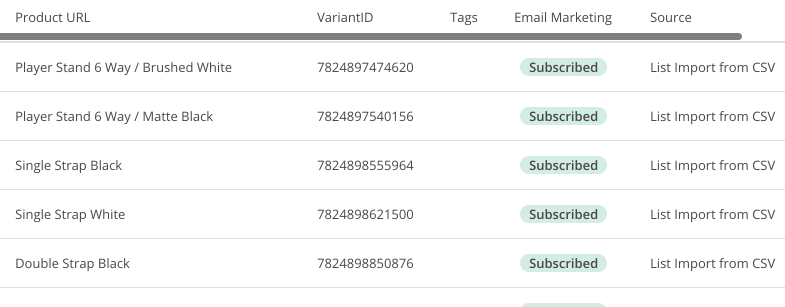 Product URL VariantID Tags Email Marketing Source
Player Stand 6 Way / Brushed White 7824897474620 Subscribed List Import from CSV
Player Stand 6 Way / Matte Black 7824897540156 Subscribed List Import from CSV
Single Strap Black 7824898555964 Subscribed List Import from CSV
Single Strap White 7824898621500 Subscribed List Import from CSV
Double Strap Black 7824898850876 Subscribed List Import from CSV